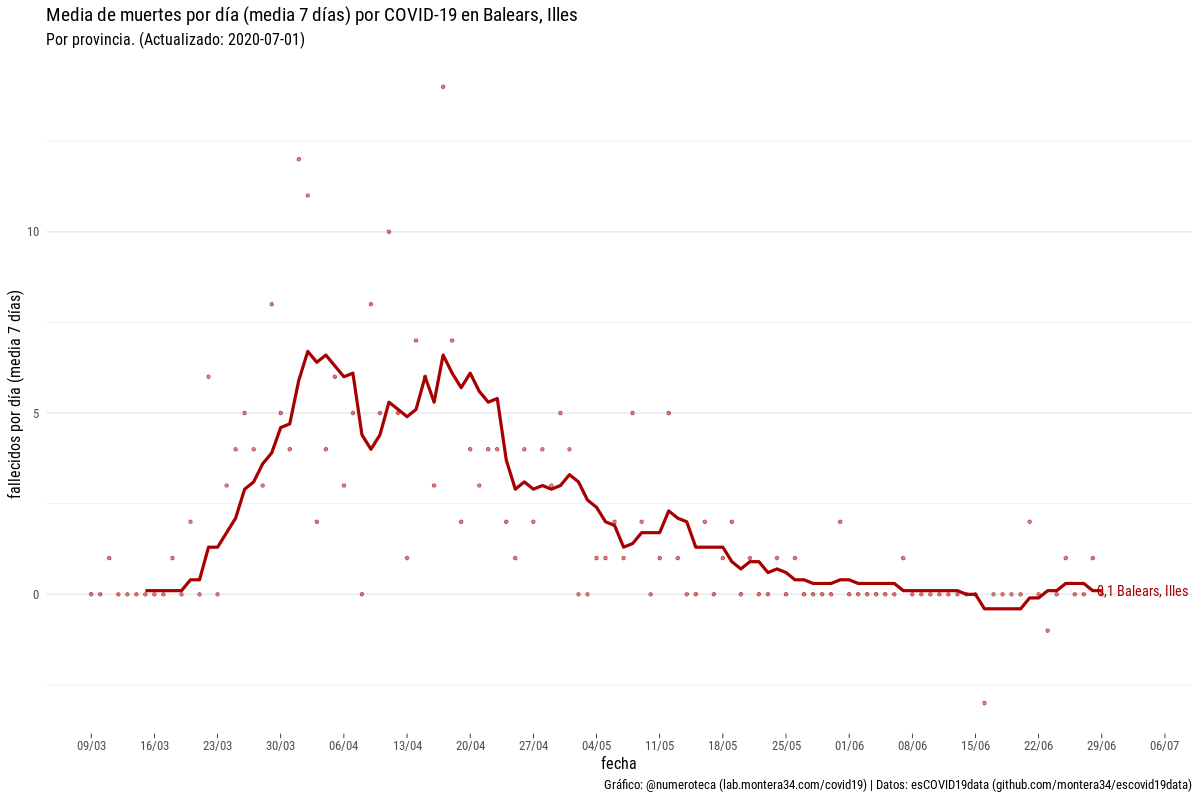 Media de muertes por día (media 7 días) por COVID-19 en Balears, Illes
Por provincia. (Actualizado: 2020-07-01)
fallecidos por día (media 7 días)
10
5
0
0,1 Balears, Illes
09/03 16/03 23/03 30/03 06/04 13/04 20/04 27/04 04/05 11/05 18/05 25/05 01/06 08/06 15/06 22/06 29/06 06/07
fecha
Gráfico: @numeroteca (lab.montera34.com/covid19) | Datos: esCOVID19data (github.com/montera34/escovid19data)